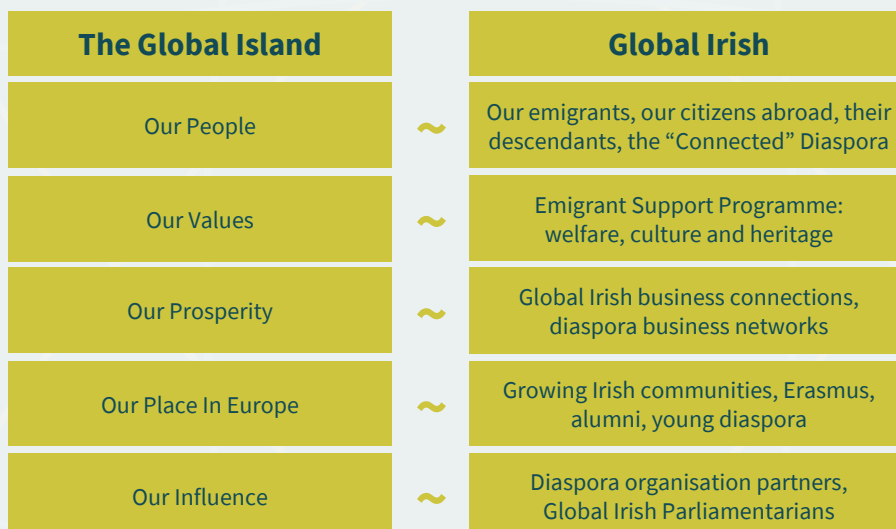 The Global Island
Global Irish
Our People
~
Our emigrants, our citizens abroad, their
descendants, the “Connected” Diaspora
Our Values
~
Emigrant Support Programme:
welfare, culture and heritage
Our Prosperity
~
Global Irish business connections,
diaspora business networks
Our Place In Europe
~
Growing Irish communities, Erasmus,
alumni, young diaspora
Our Influence
~
Diaspora organisation partners,
Global Irish Parliamentarians